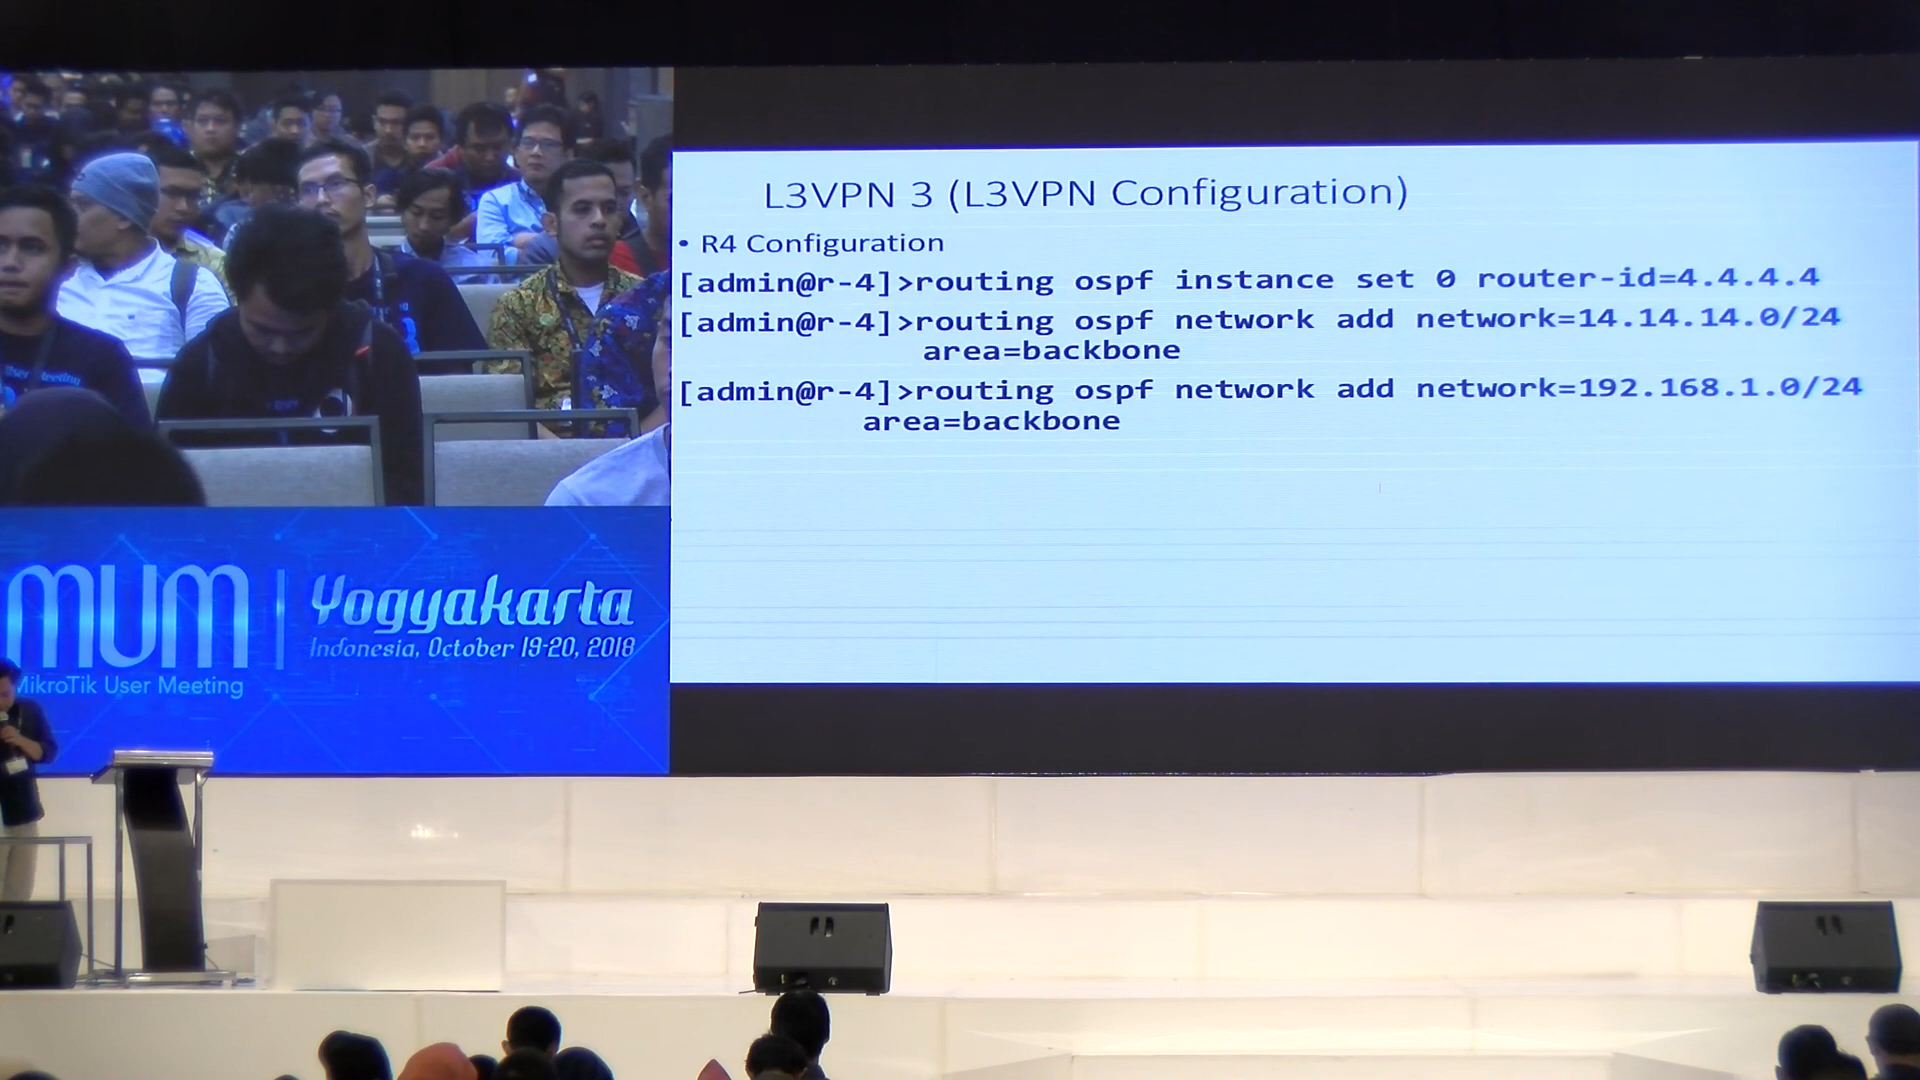 L3VPN 3 (L3VPN Configuration)
• R4 Configuration
[admin@r-4]>routing ospf instance set 0 router-id=4.4.4.4
[admin@r-4]>routing ospf network add network=14.14.14.0/24
area=backbone
[admin@r-4]>routing ospf network add network=192.168.1.0/24
area=backbone
MUM | Yogyakarta
Indonesia, October 19-20, 2018
MikroTik User Meeting